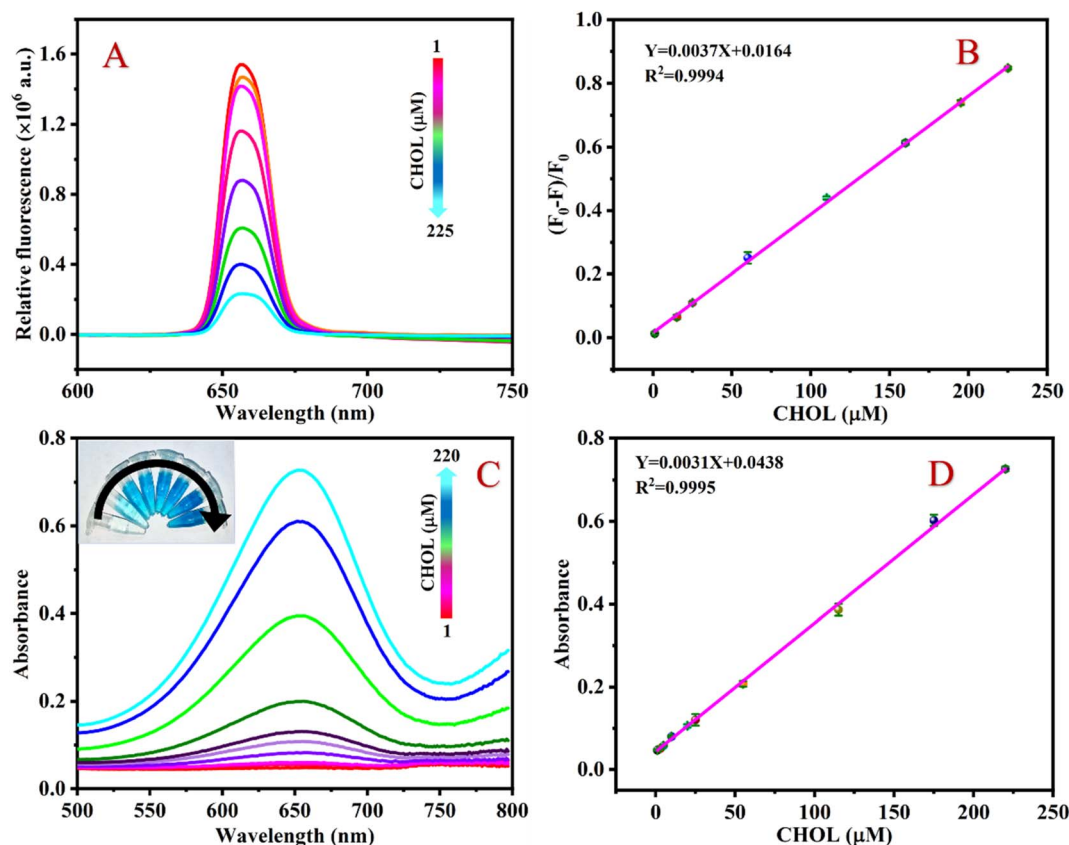 A
Relative fluorescence (×10⁶ a.u.)
1.6
1.2
0.8
0.4
0.0
1
CHOL (μM)
225
600
650
700
750
Wavelength (nm)
B
Y=0.0037X+0.0164
R²=0.9994
(F₀-F)/F₀
1.0
0.8
0.6
0.4
0.2
0.0
0
50
100
150
200
250
CHOL (μM)
C
Absorbance
0.8
0.6
0.4
0.2
0.0
220
CHOL (μM)
1
500
550
600
650
700
750
800
Wavelength (nm)
D
Y=0.0031X+0.0438
R²=0.9995
Absorbance
0.8
0.6
0.4
0.2
0.0
0
50
100
150
200
250
CHOL (μM)